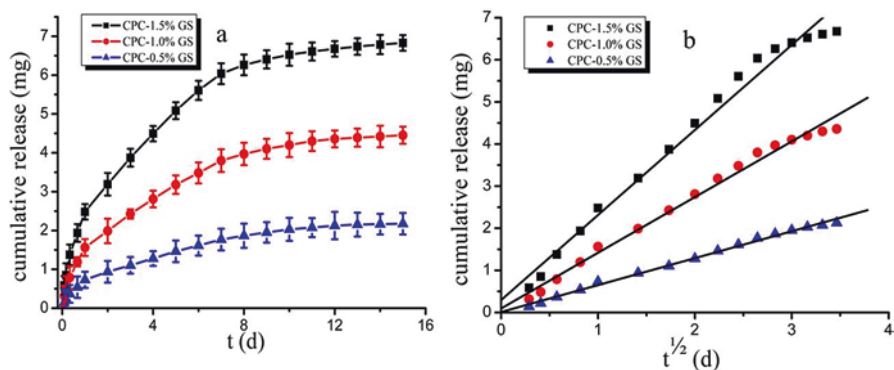 CPC-1.5% GS
CPC-1.0% GS
CPC-0.5% GS
a
cumulative release (mg)
7
6
5
4
3
2
1
0
0 4 8 12 16
t (d)
CPC-1.5% GS
CPC-1.0% GS
CPC-0.5% GS
b
cumulative release (mg)
7
6
5
4
3
2
1
0
0 1 2 3 4
t½ (d)